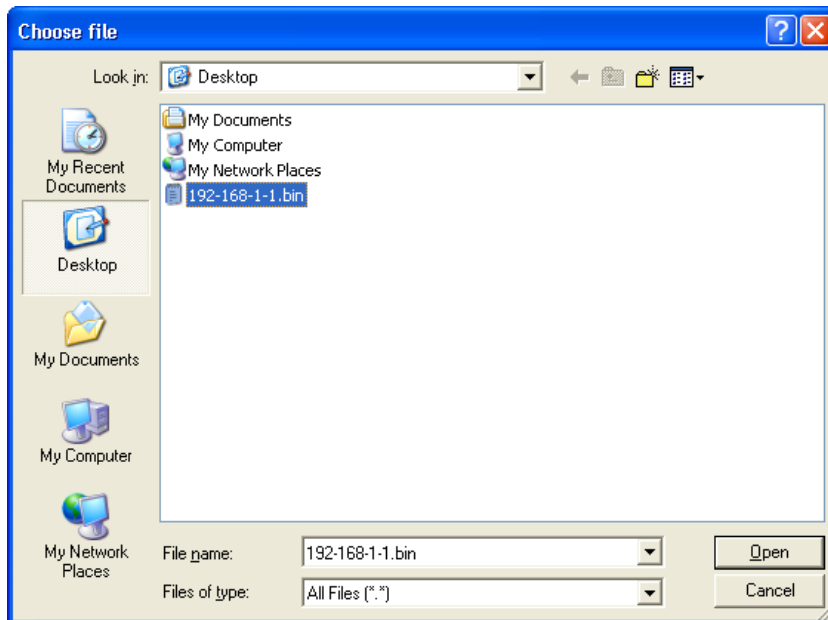 Choose file
Look in:
Desktop
My Recent
Documents
Desktop
My Documents
My Computer
My Network
Places
My Documents
My Computer
My Network Places
192-168-1-1.bin
File name:
192-168-1-1.bin
Open
Files of type:
All Files (*.*)
Cancel